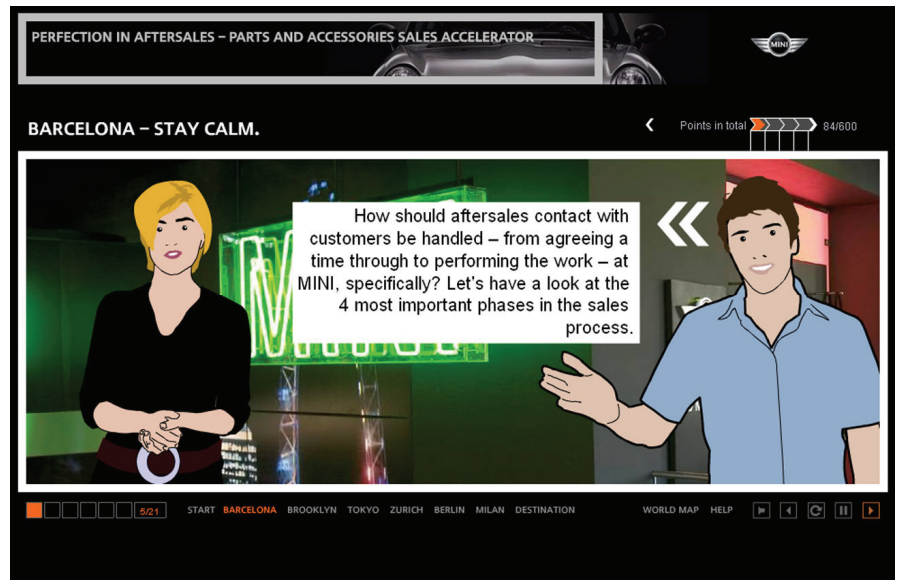 PERFECTION IN AFTERSALES – PARTS AND ACCESSORIES SALES ACCELERATOR
MINI
BARCELONA – STAY CALM.
Points in total 84/600
How should aftersales contact with
customers be handled – from agreeing a
time through to performing the work – at
MINI, specifically? Let's have a look at the
4 most important phases in the sales
process.
5/21 START BARCELONA BROOKLYN TOKYO ZURICH BERLIN MILAN DESTINATION WORLD MAP HELP